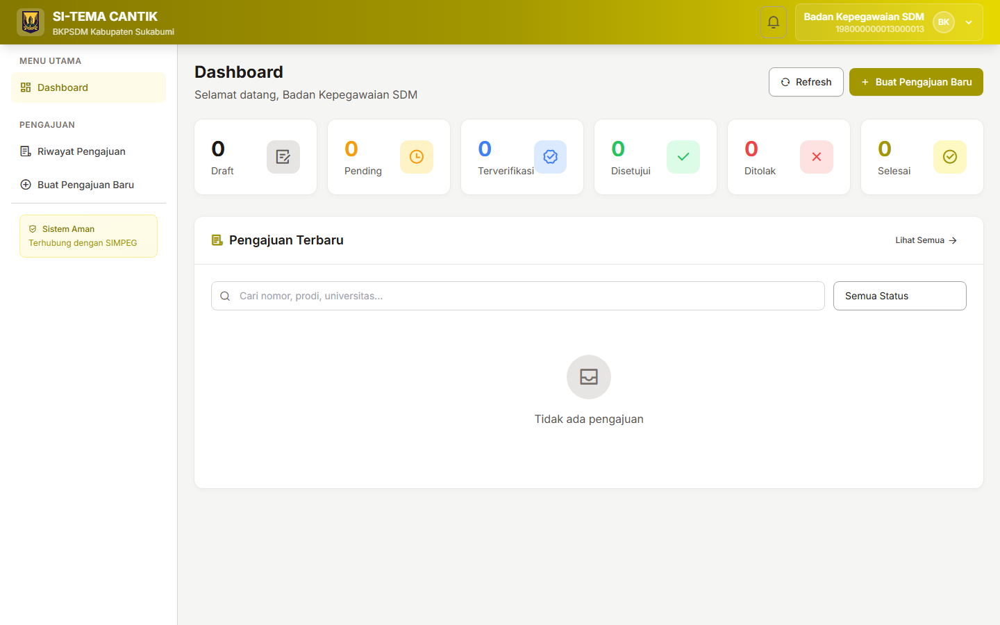 SI-TEMA CANTIK
BKPSDM Kabupaten Sukabumi
Badan Kepegawaian SDM
198000000013000013
BK
MENU UTAMA
Dashboard
PENGAJUAN
Riwayat Pengajuan
Buat Pengajuan Baru
Sistem Aman
Terhubung dengan SIMPEG
Dashboard
Selamat datang, Badan Kepegawaian SDM
Refresh
+ Buat Pengajuan Baru
0
Draft
0
Pending
0
Terverifikasi
0
Disetujui
0
Ditolak
0
Selesai
Pengajuan Terbaru
Lihat Semua →
Cari nomor, prodi, universitas...
Semua Status
Tidak ada pengajuan